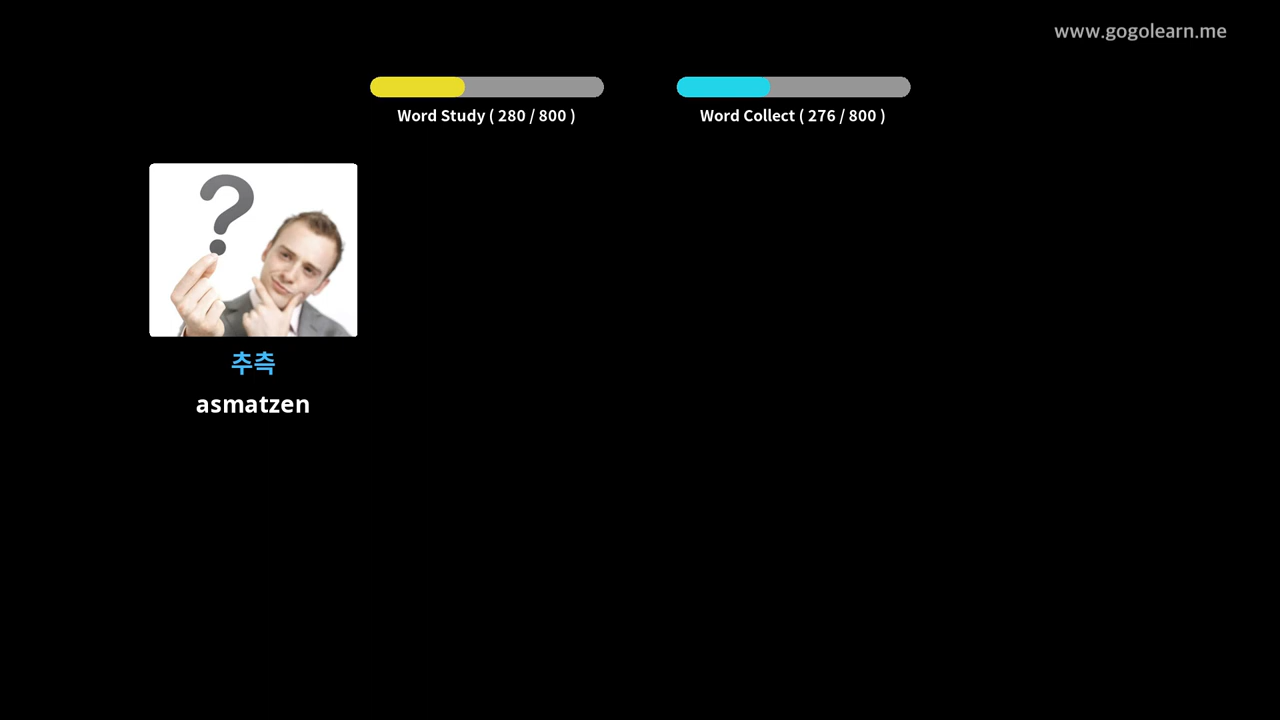 www.gogolearn.me
Word Study ( 280 / 800 )
Word Collect ( 276 / 800 )
?
추측
asmatzen